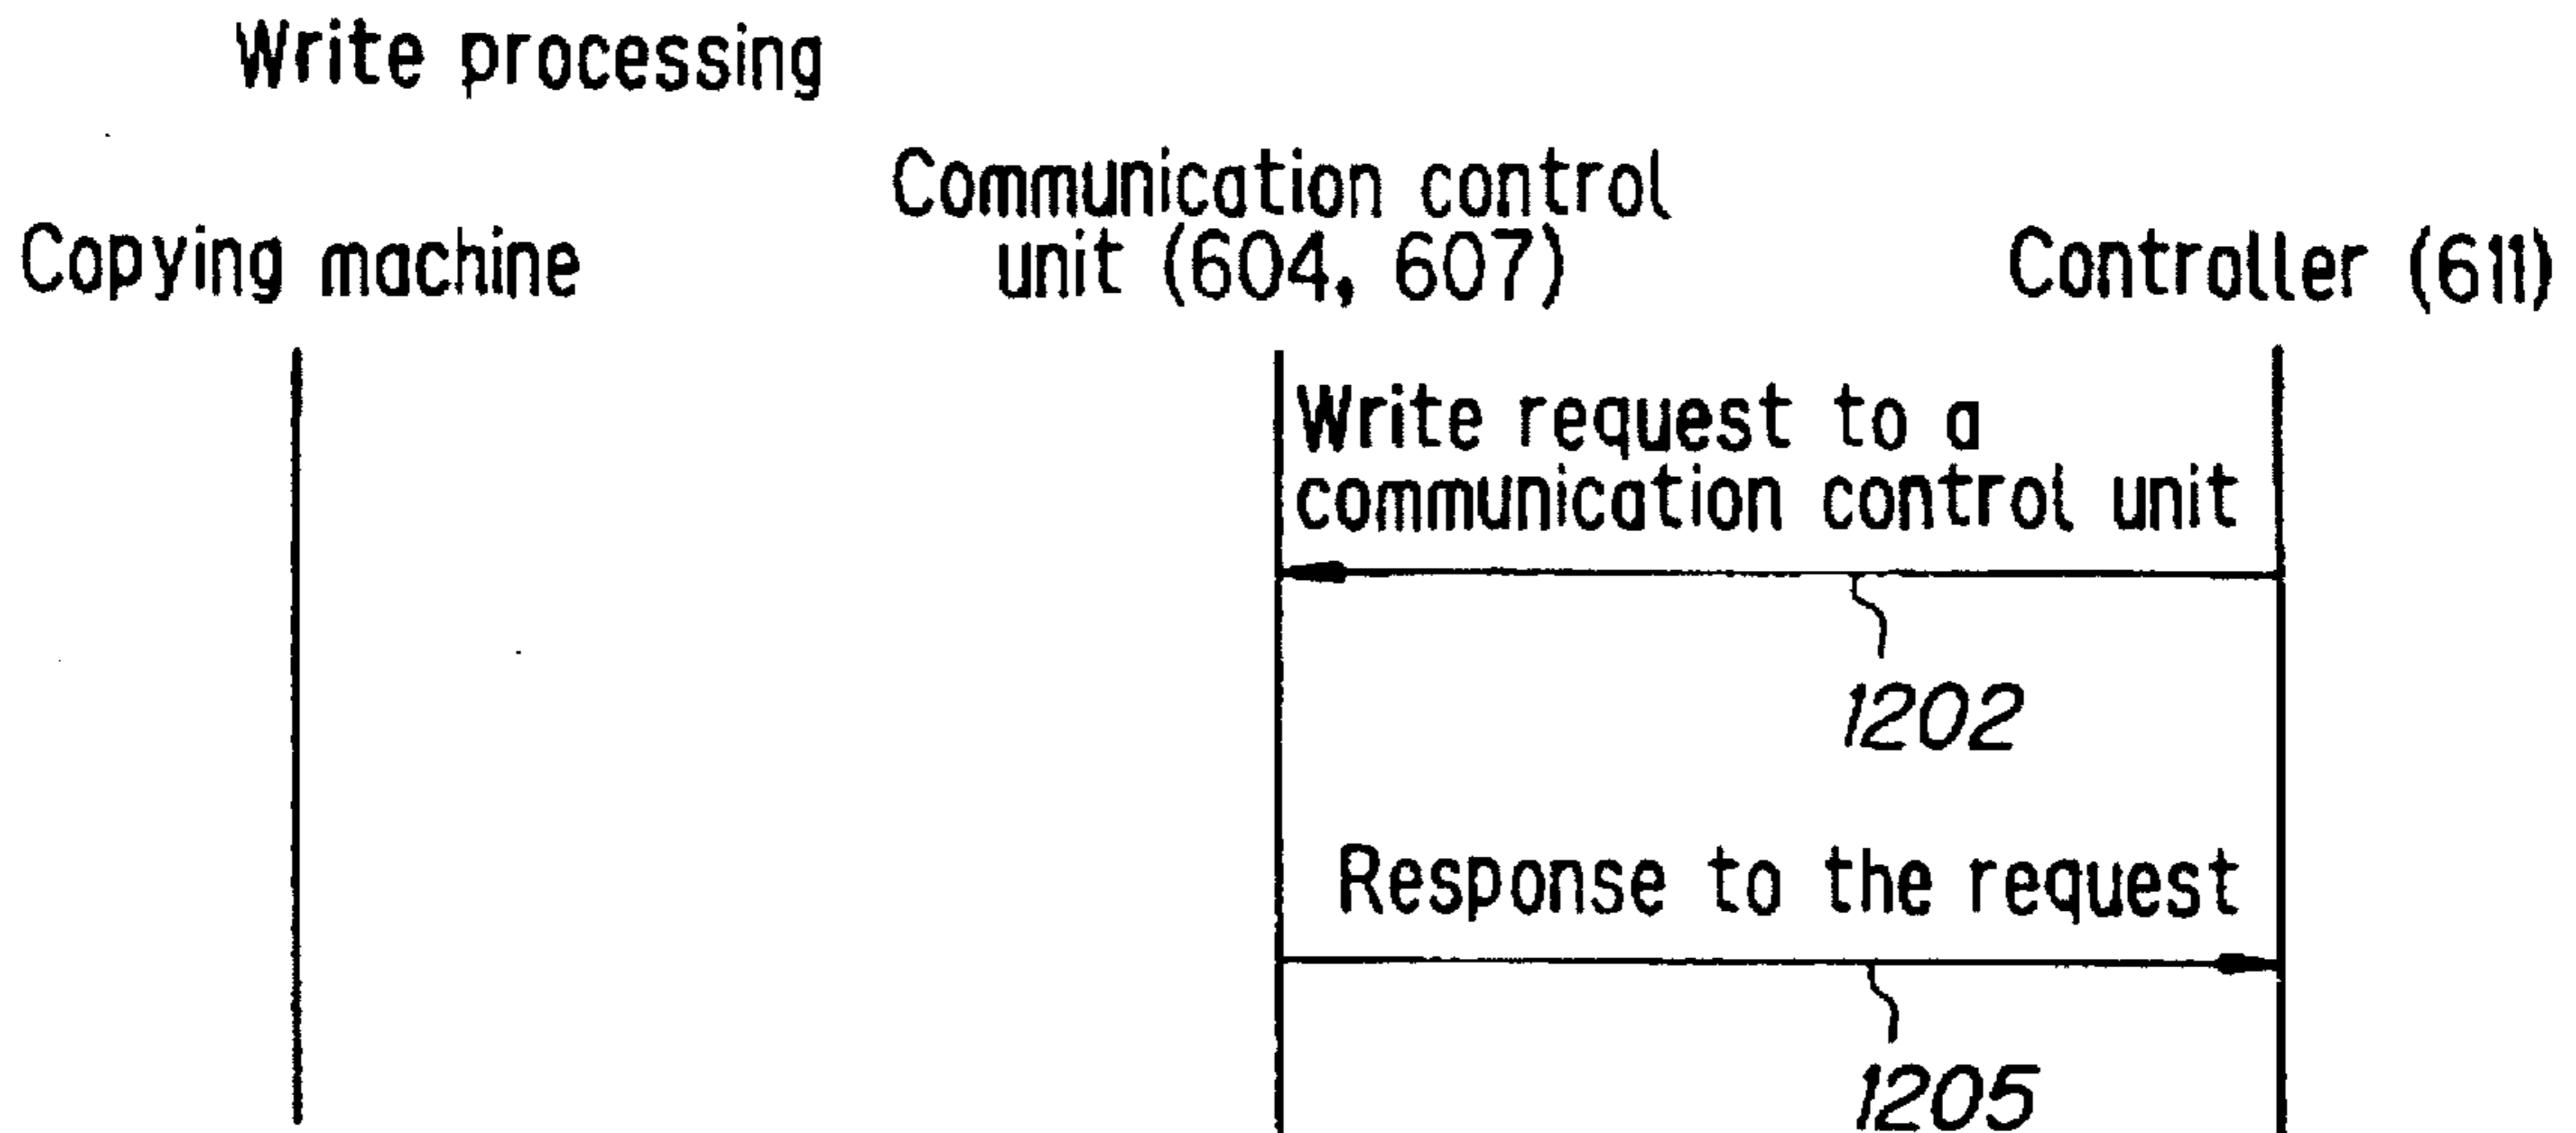 Write processing
Copying machine
Communication control
unit (604, 607)
Controller (611)
Write request to a
communication control unit
1202
Response to the request
1205